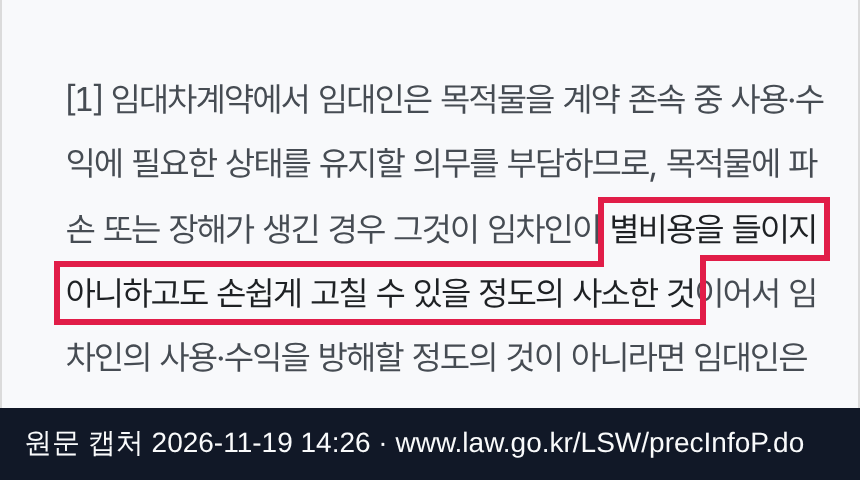 [1] 임대차계약에서 임대인은 목적물을 계약 존속 중 사용·수
익에 필요한 상태를 유지할 의무를 부담하므로, 목적물에 파
손 또는 장해가 생긴 경우 그것이 임차인이 별비용을 들이지
아니하고도 손쉽게 고칠 수 있을 정도의 사소한 것이어서 임
차인의 사용·수익을 방해할 정도의 것이 아니라면 임대인은
원문 캡처 2026-11-19 14:26 · www.law.go.kr/LSW/precInfoP.do